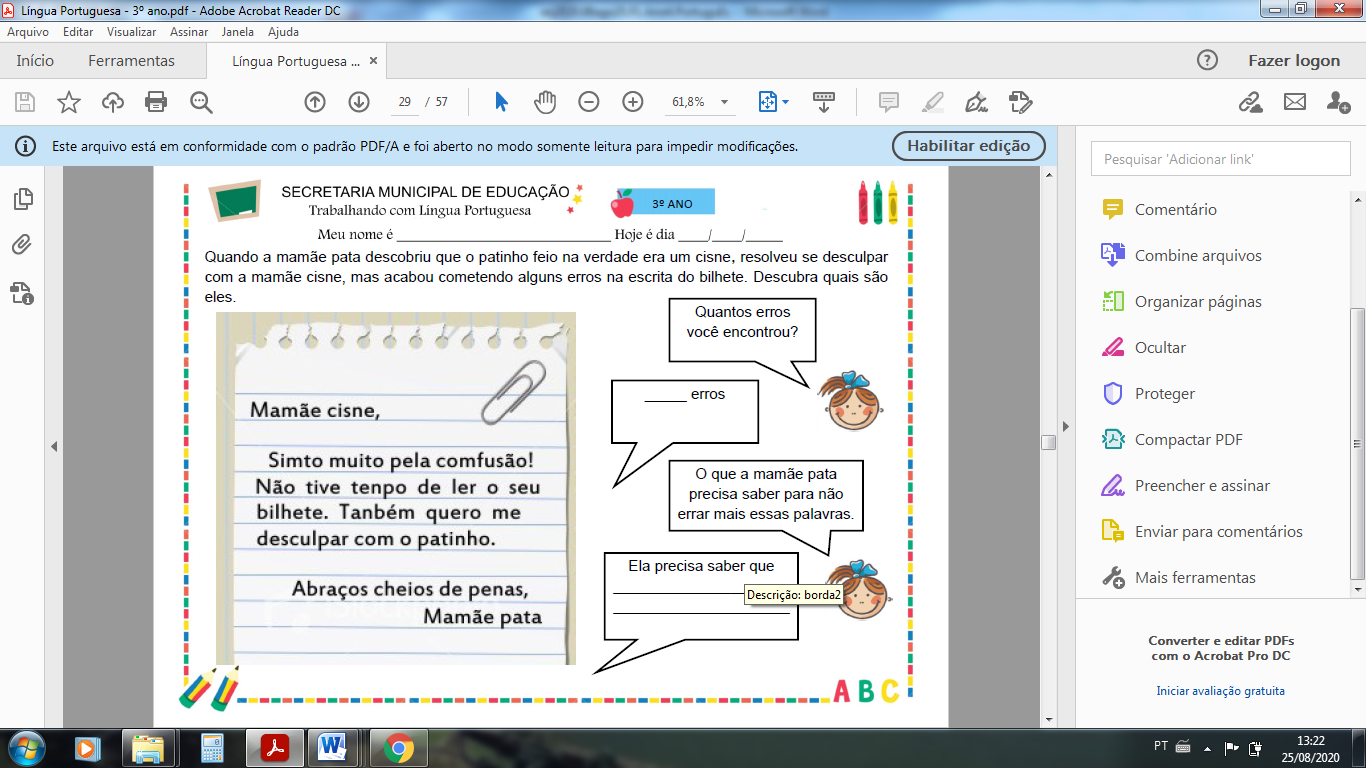 Língua Portuguesa - 3º ano.pdf - Adobe Acrobat Reader DC
Arquivo Editar Visualizar Assinar Janela Ajuda
Início Ferramentas Língua Portuguesa ... × Fazer logon
29 / 57 61,8%
Este arquivo está em conformidade com o padrão PDF/A e foi aberto no modo somente leitura para impedir modificações. Habilitar edição
SECRETARIA MUNICIPAL DE EDUCAÇÃO
Trabalhando com Língua Portuguesa
3º ANO
Meu nome é ______________________________ Hoje é dia ____/____/_____
Quando a mamãe pata descobriu que o patinho feio na verdade era um cisne, resolveu se desculpar
com a mamãe cisne, mas acabou cometendo alguns erros na escrita do bilhete. Descubra quais são
eles.
Mamãe cisne,
Simto muito pela comfusão!
Não tive tenpo de ler o seu
bilhete. Tanbém quero me
desculpar com o patinho.
Abraços cheios de penas,
Mamãe pata
Quantos erros
você encontrou?
_____ erros
O que a mamãe pata
precisa saber para não
errar mais essas palavras.
Ela precisa saber que
Descrição: borda2
A B C
Pesquisar 'Adicionar link'
Comentário
Combine arquivos
Organizar páginas
Ocultar
Proteger
Compactar PDF
Preencher e assinar
Enviar para comentários
Mais ferramentas
Converter e editar PDFs
com o Acrobat Pro DC
Iniciar avaliação gratuita
PT
13:22
25/08/2020